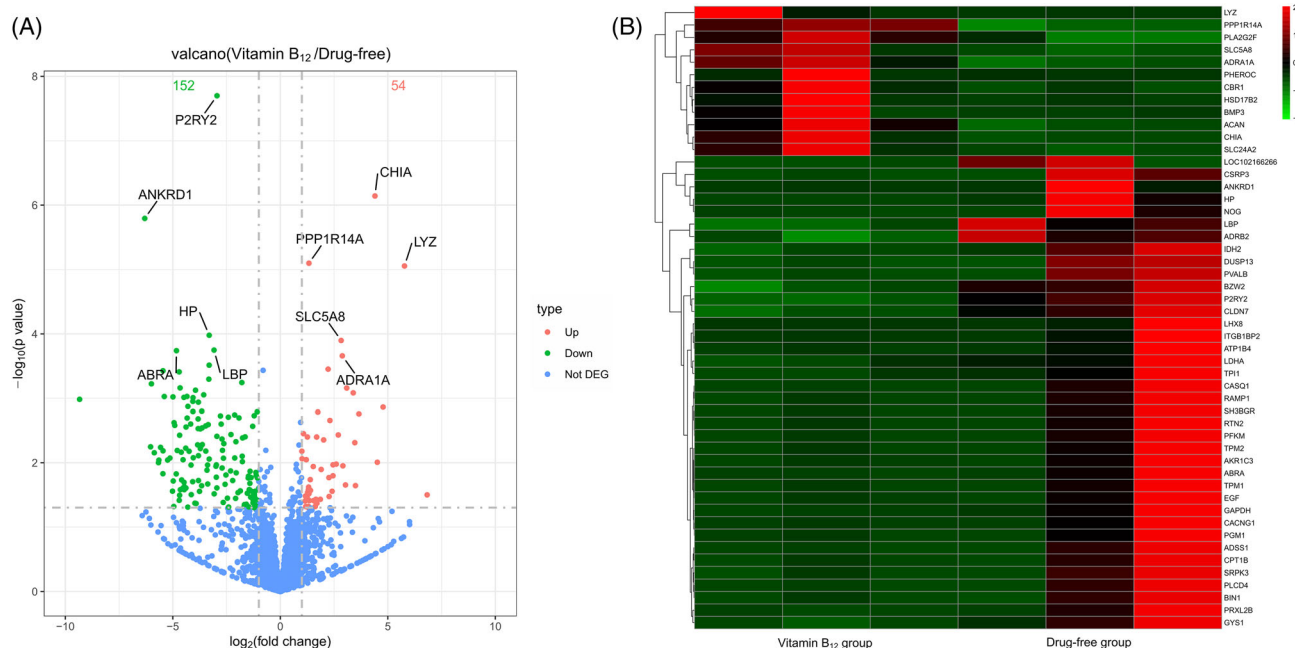 (A)
valcano(Vitamin B12/Drug-free)
152
54
P2RY2
CHIA
ANKRD1
PPP1R14A
LYZ
HP
SLC5A8
ABRA
LBP
ADRA1A
8
6
4
2
0
−log10(p value)
−10
−5
0
5
10
log2(fold change)
type
Up
Down
Not DEG
(B)
LYZ
PPP1R14A
PLA2G2F
SLC5A8
ADRA1A
PHEROC
CBR1
HSD17B2
BMP3
ACAN
CHIA
SLC24A2
LOC102166266
CSRP3
ANKRD1
HP
NOG
LBP
ADRB2
IDH2
DUSP13
PVALB
BZW2
P2RY2
CLDN7
LHX8
ITGB1BP2
ATP1B4
LDHA
TPI1
CASQ1
RAMP1
SH3BGR
RTN2
PFKM
TPM2
AKR1C3
ABRA
TPM1
EGF
GAPDH
CACNG1
PGM1
ADSS1
CPT1B
SRPK3
PLCD4
BIN1
PRXL2B
GYS1
Vitamin B12 group
Drug-free group
2
0